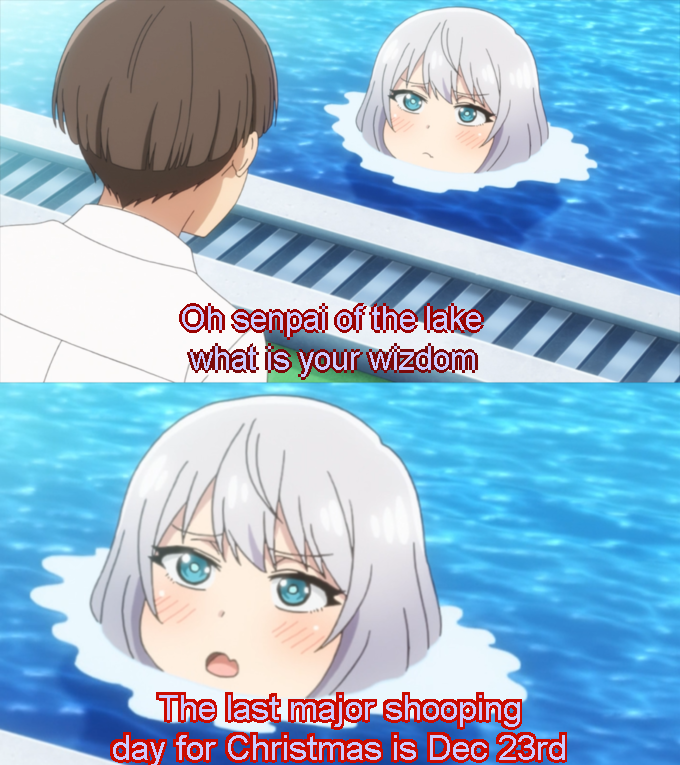 Oh senpai of the lake
what is your wizdom
The last major shooping
day for Christmas is Dec 23rd